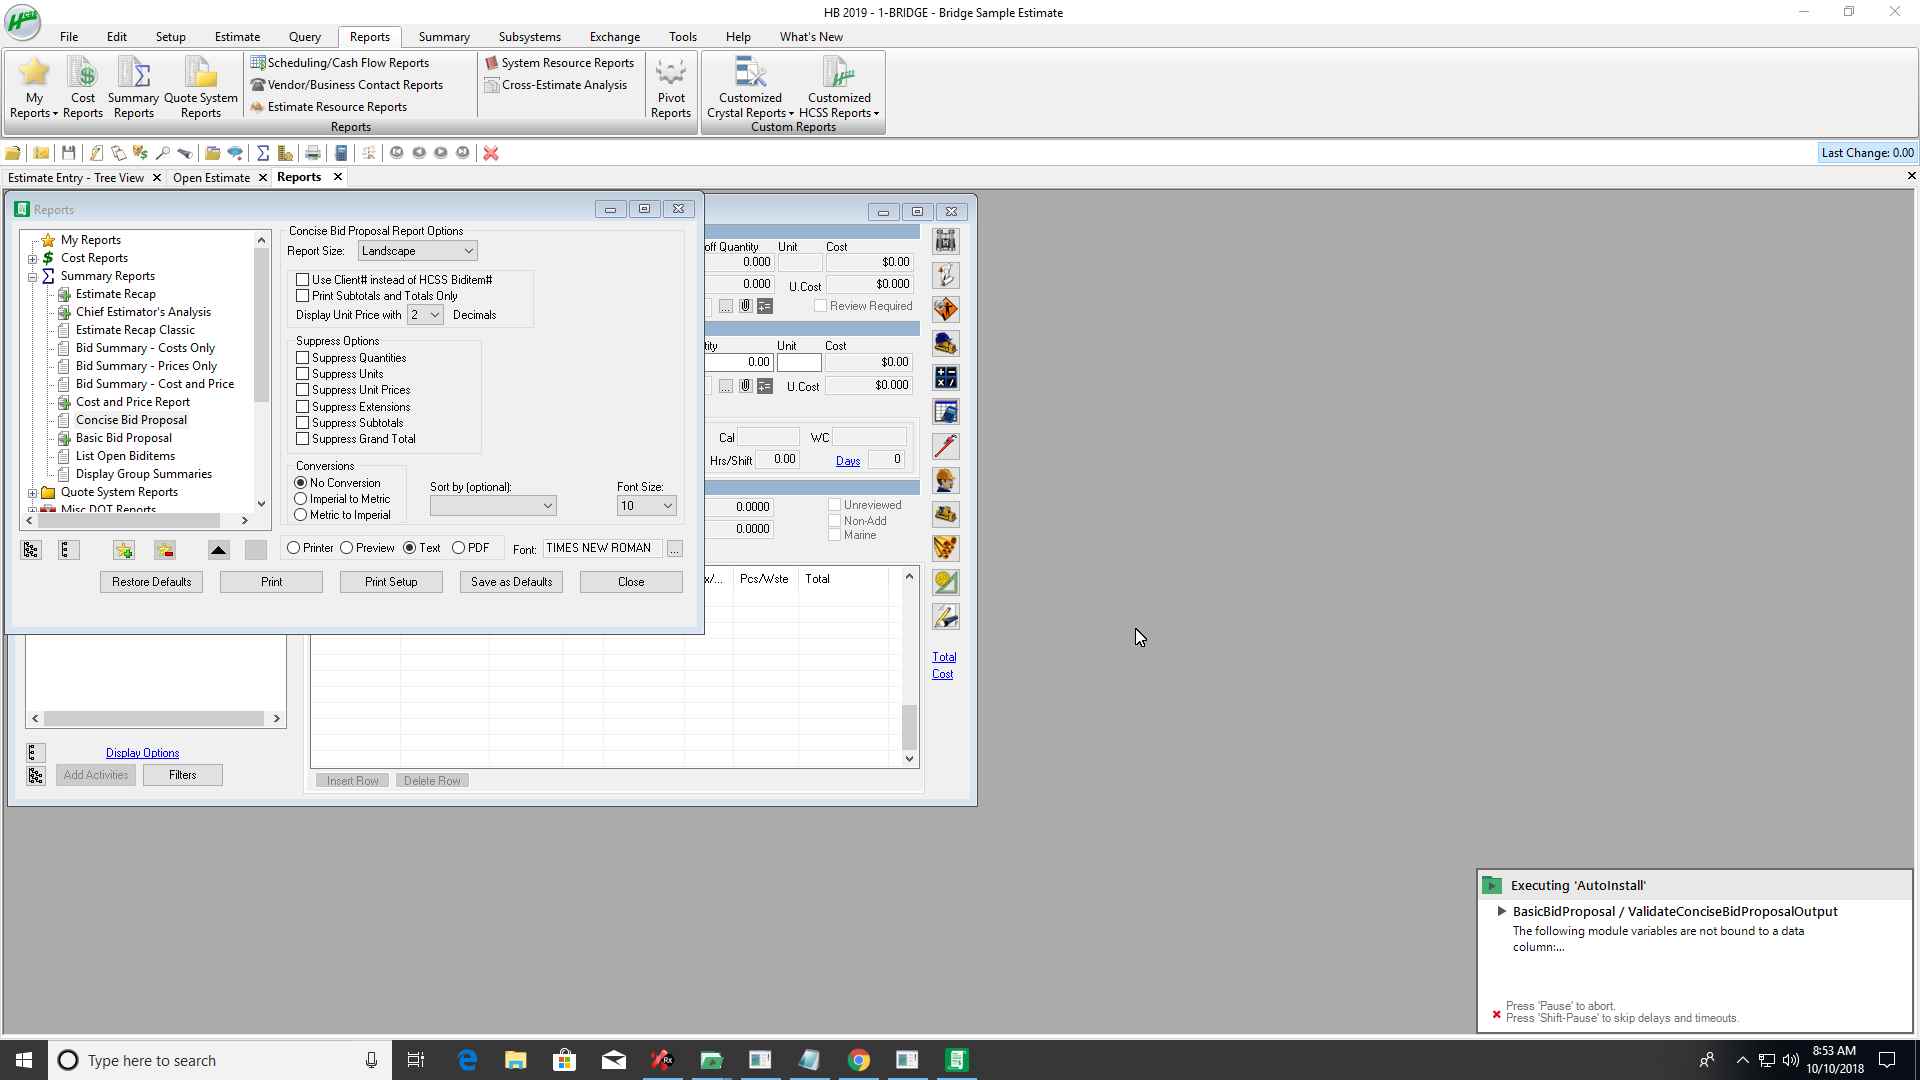 HB 2019 - 1-BRIDGE - Bridge Sample Estimate
File Edit Setup Estimate Query Reports Summary Subsystems Exchange Tools Help What's New
My Reports
Cost Reports
Summary Reports
Quote System Reports
Scheduling/Cash Flow Reports
Vendor/Business Contact Reports
Estimate Resource Reports
System Resource Reports
Cross-Estimate Analysis
Pivot Reports
Customized Crystal Reports
Customized HCSS Reports
Reports
Custom Reports
Last Change: 0.00
Estimate Entry - Tree View
Open Estimate
Reports
Reports
My Reports
Cost Reports
Summary Reports
Estimate Recap
Chief Estimator's Analysis
Estimate Recap Classic
Bid Summary - Costs Only
Bid Summary - Prices Only
Bid Summary - Cost and Price
Cost and Price Report
Concise Bid Proposal
Basic Bid Proposal
List Open Biditems
Display Group Summaries
Quote System Reports
Misc DOT Reports
Concise Bid Proposal Report Options
Report Size: Landscape
Use Client# instead of HCSS Biditem#
Print Subtotals and Totals Only
Display Unit Price with 2 Decimals
Suppress Options
Suppress Quantities
Suppress Units
Suppress Unit Prices
Suppress Extensions
Suppress Subtotals
Suppress Grand Total
Conversions
No Conversion
Imperial to Metric
Metric to Imperial
Sort by (optional):
Font Size:
10
Printer Preview Text PDF Font: TIMES NEW ROMAN ...
Restore Defaults Print Print Setup Save as Defaults Close
off Quantity Unit Cost
0.000 $0.00
0.000 U.Cost $0.000
... Review Required
tity Unit Cost
0.00 $0.00
... U.Cost $0.000
Cal WC
Hrs/Shift 0.00 Days 0
0.0000 Unreviewed
Non-Add
0.0000 Marine
x/... Pcs/Wste Total
Total
Cost
Display Options
Add Activities Filters
Insert Row Delete Row
Executing 'AutoInstall'
BasicBidProposal / ValidateConciseBidProposalOutput
The following module variables are not bound to a data
column:...
Press 'Pause' to abort.
Press 'Shift-Pause' to skip delays and timeouts.
Type here to search
8:53 AM
10/10/2018